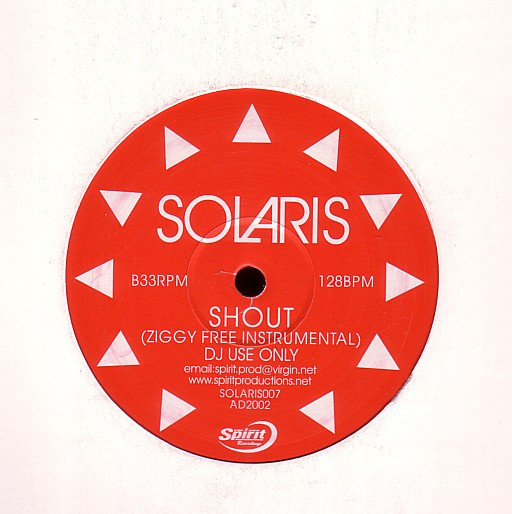 SOLARIS
B33RPM 128BPM
SHOUT
(ZIGGY FREE INSTRUMENTAL)
DJ USE ONLY
email:spirit.prod@virgin.net
www.spiritproductions.net
SOLARIS007
AD2002
Spirit
Recordings